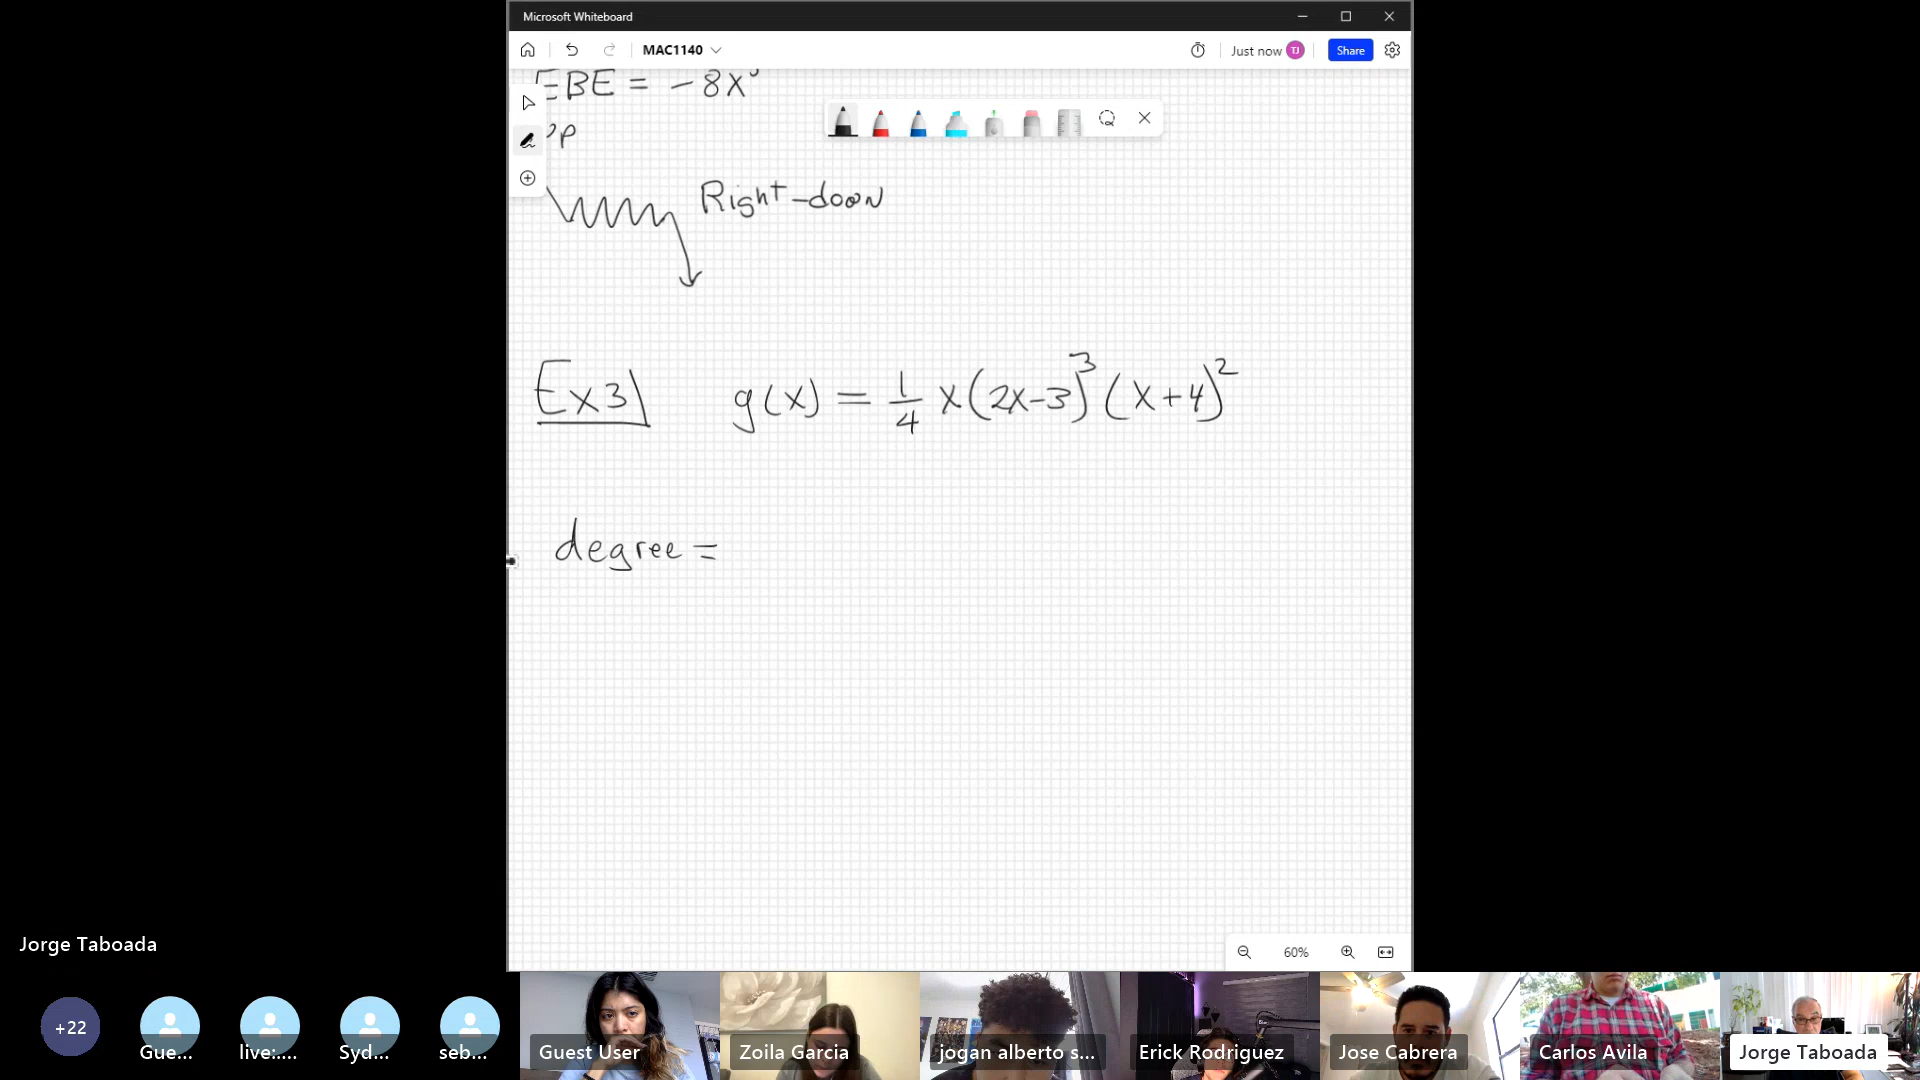 Microsoft Whiteboard
MAC1140
Just now TJ Share
EBE = -8x
Right-down
Ex3 g(x) = 1/4 x(2x-3)^3 (x+4)^2
degree =
60%
Jorge Taboada
+22 Gue... live:.... Syd... seb... Guest User Zoila Garcia jogan alberto s... Erick Rodriguez Jose Cabrera Carlos Avila Jorge Taboada